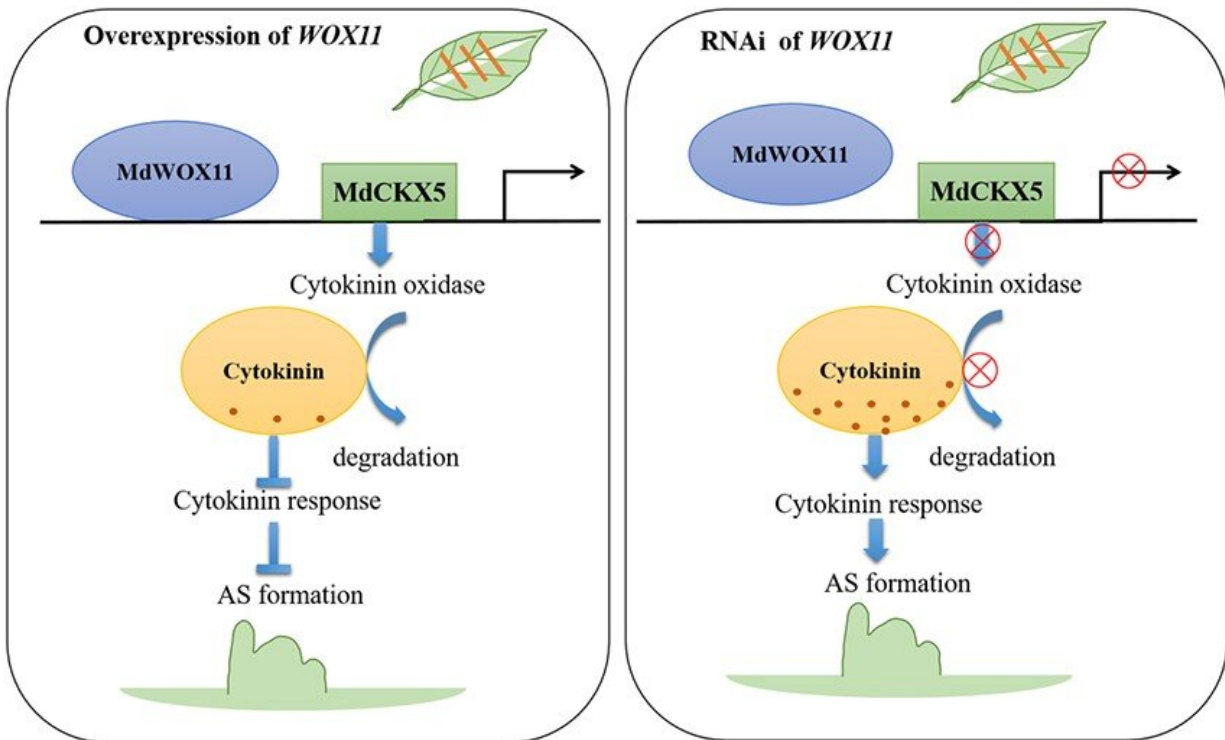 Overexpression of WOX11
MdWOX11
MdCKX5
Cytokinin oxidase
Cytokinin
degradation
Cytokinin response
AS formation
RNAi of WOX11
MdWOX11
MdCKX5
Cytokinin oxidase
Cytokinin
degradation
Cytokinin response
AS formation